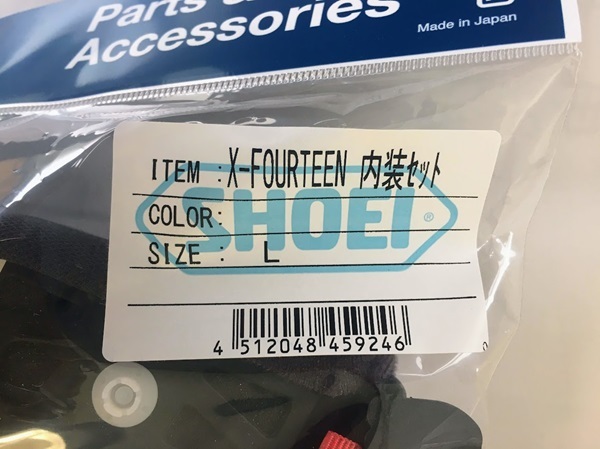 Parts
Accessories
Made in Japan
ITEM : X-FOURTEEN 内装ｾｯﾄ
COLOR:
SHOEI®
SIZE : L
4 512048 459246